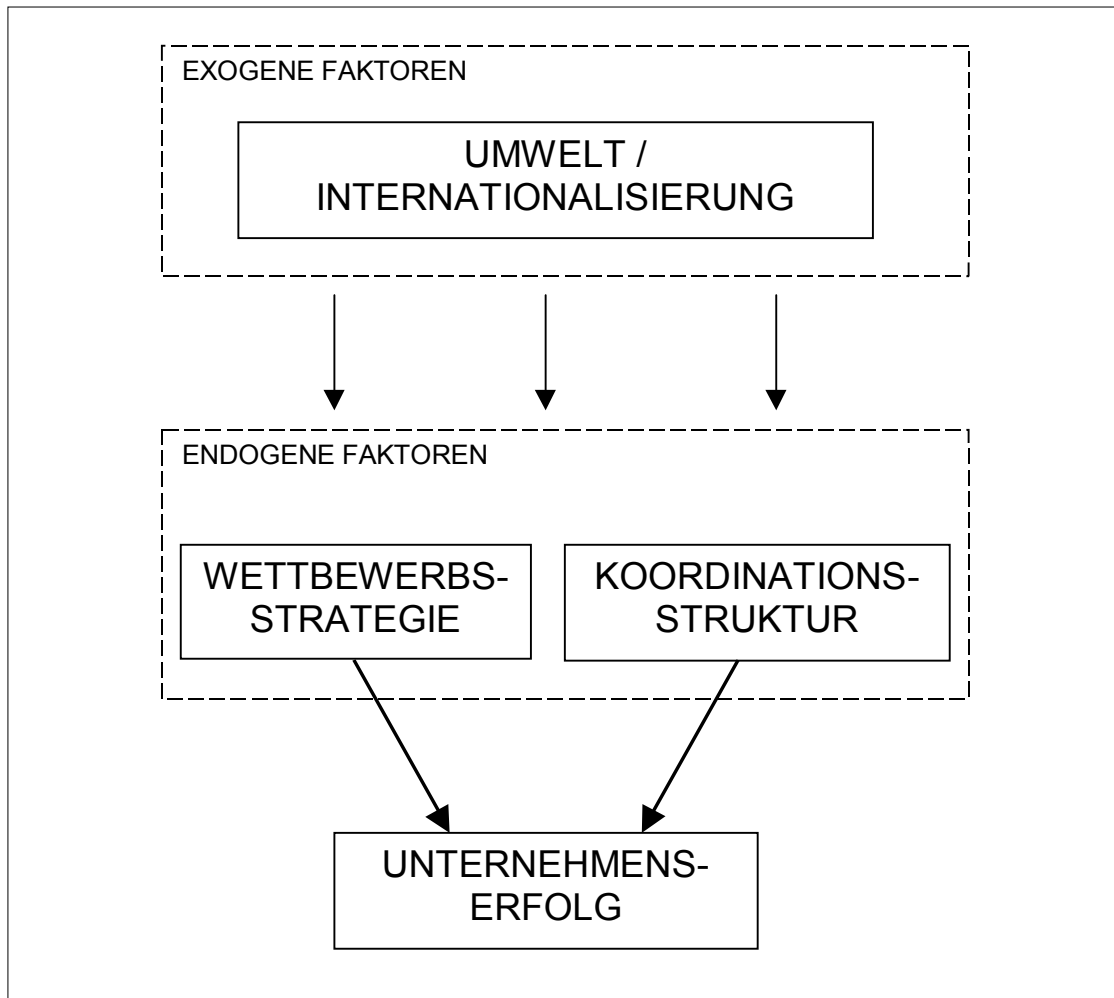 EXOGENE FAKTOREN
UMWELT /
INTERNATIONALISIERUNG
ENDOGENE FAKTOREN
WETTBEWERBS-
STRATEGIE
KOORDINATIONS-
STRUKTUR
UNTERNEHMENS-
ERFOLG